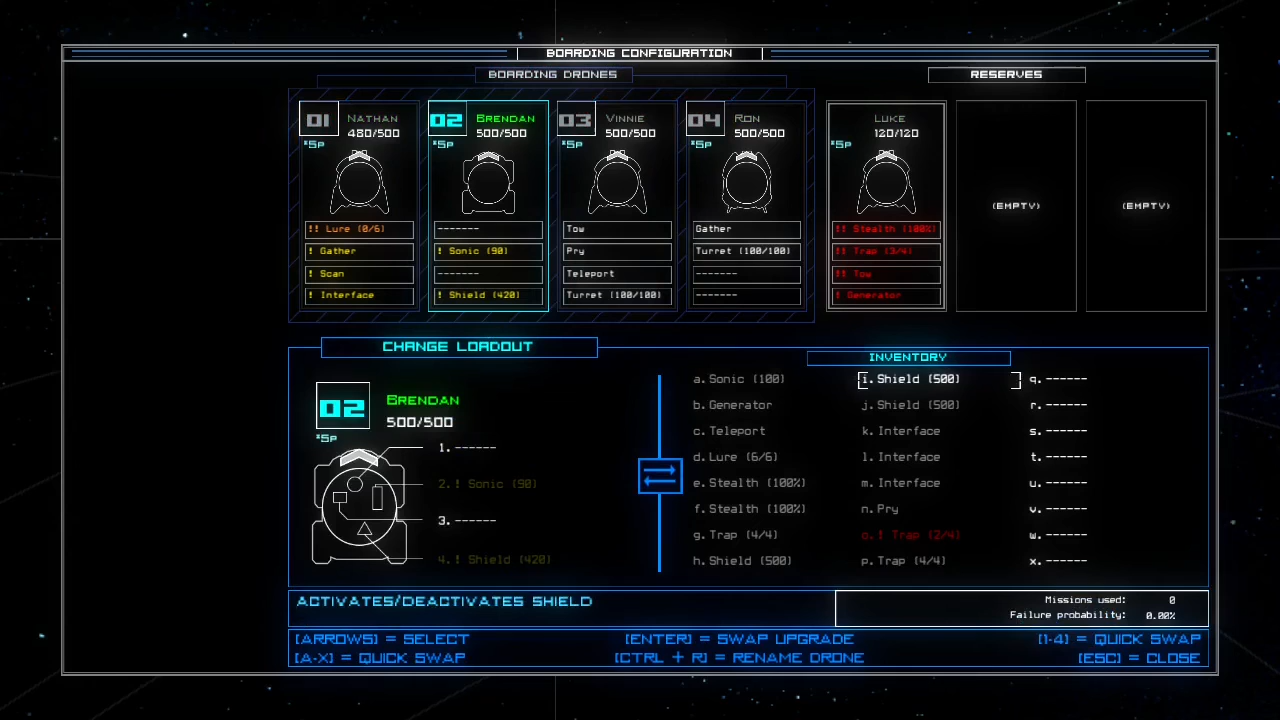 BOARDING CONFIGURATION
BOARDING DRONES
RESERVES
01 NATHAN 480/500
02 BRENDAN 500/500
03 VINNIE 500/500
04 RON 500/500
LUKE 120/120
(EMPTY)
(EMPTY)
!! Lure (0/6)
! Gather
! Scan
! Interface
-------
! Sonic (90)
-------
! Shield (420)
Tow
Pry
Teleport
Turret (100/100)
Gather
Turret (100/100)
-------
-------
!! Stealth (100%)
!! Trap (3/4)
!! Tow
! Generator
CHANGE LOADOUT
INVENTORY
02 BRENDAN
500/500
1. ------
2. ! Sonic (90)
3. ------
4. ! Shield (420)
a. Sonic (100)
b. Generator
c. Teleport
d. Lure (6/6)
e. Stealth (100%)
f. Stealth (100%)
g. Trap (4/4)
h. Shield (500)
i. Shield (500)
j. Shield (500)
k. Interface
l. Interface
m. Interface
n. Pry
o. ! Trap (2/4)
p. Trap (4/4)
q. ------
r. ------
s. ------
t. ------
u. ------
v. ------
w. ------
x. ------
ACTIVATES/DEACTIVATES SHIELD
Missions used: 0
Failure probability: 0.00%
[ARROWS] = SELECT
[ENTER] = SWAP UPGRADE
[1-4] = QUICK SWAP
[A-X] = QUICK SWAP
[CTRL + R] = RENAME DRONE
[ESC] = CLOSE